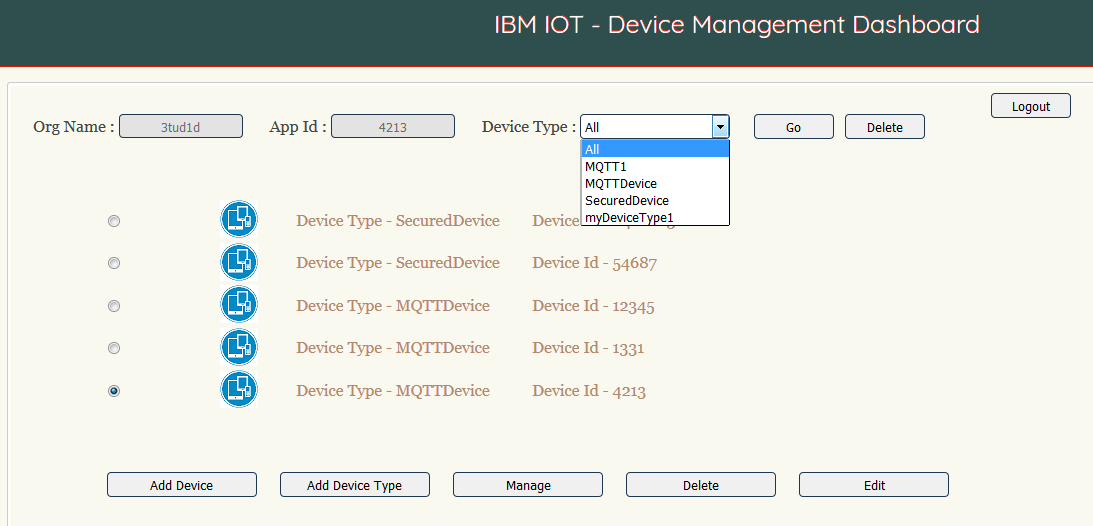 IBM IOT - Device Management Dashboard
Logout
Org Name : 3tud1d App Id : 4213 Device Type : All Go Delete
All
MQTT1
MQTTDevice
SecuredDevice
myDeviceType1
Device Type - SecuredDevice Device
Device Type - SecuredDevice Device Id - 54687
Device Type - MQTTDevice Device Id - 12345
Device Type - MQTTDevice Device Id - 1331
Device Type - MQTTDevice Device Id - 4213
Add Device Add Device Type Manage Delete Edit